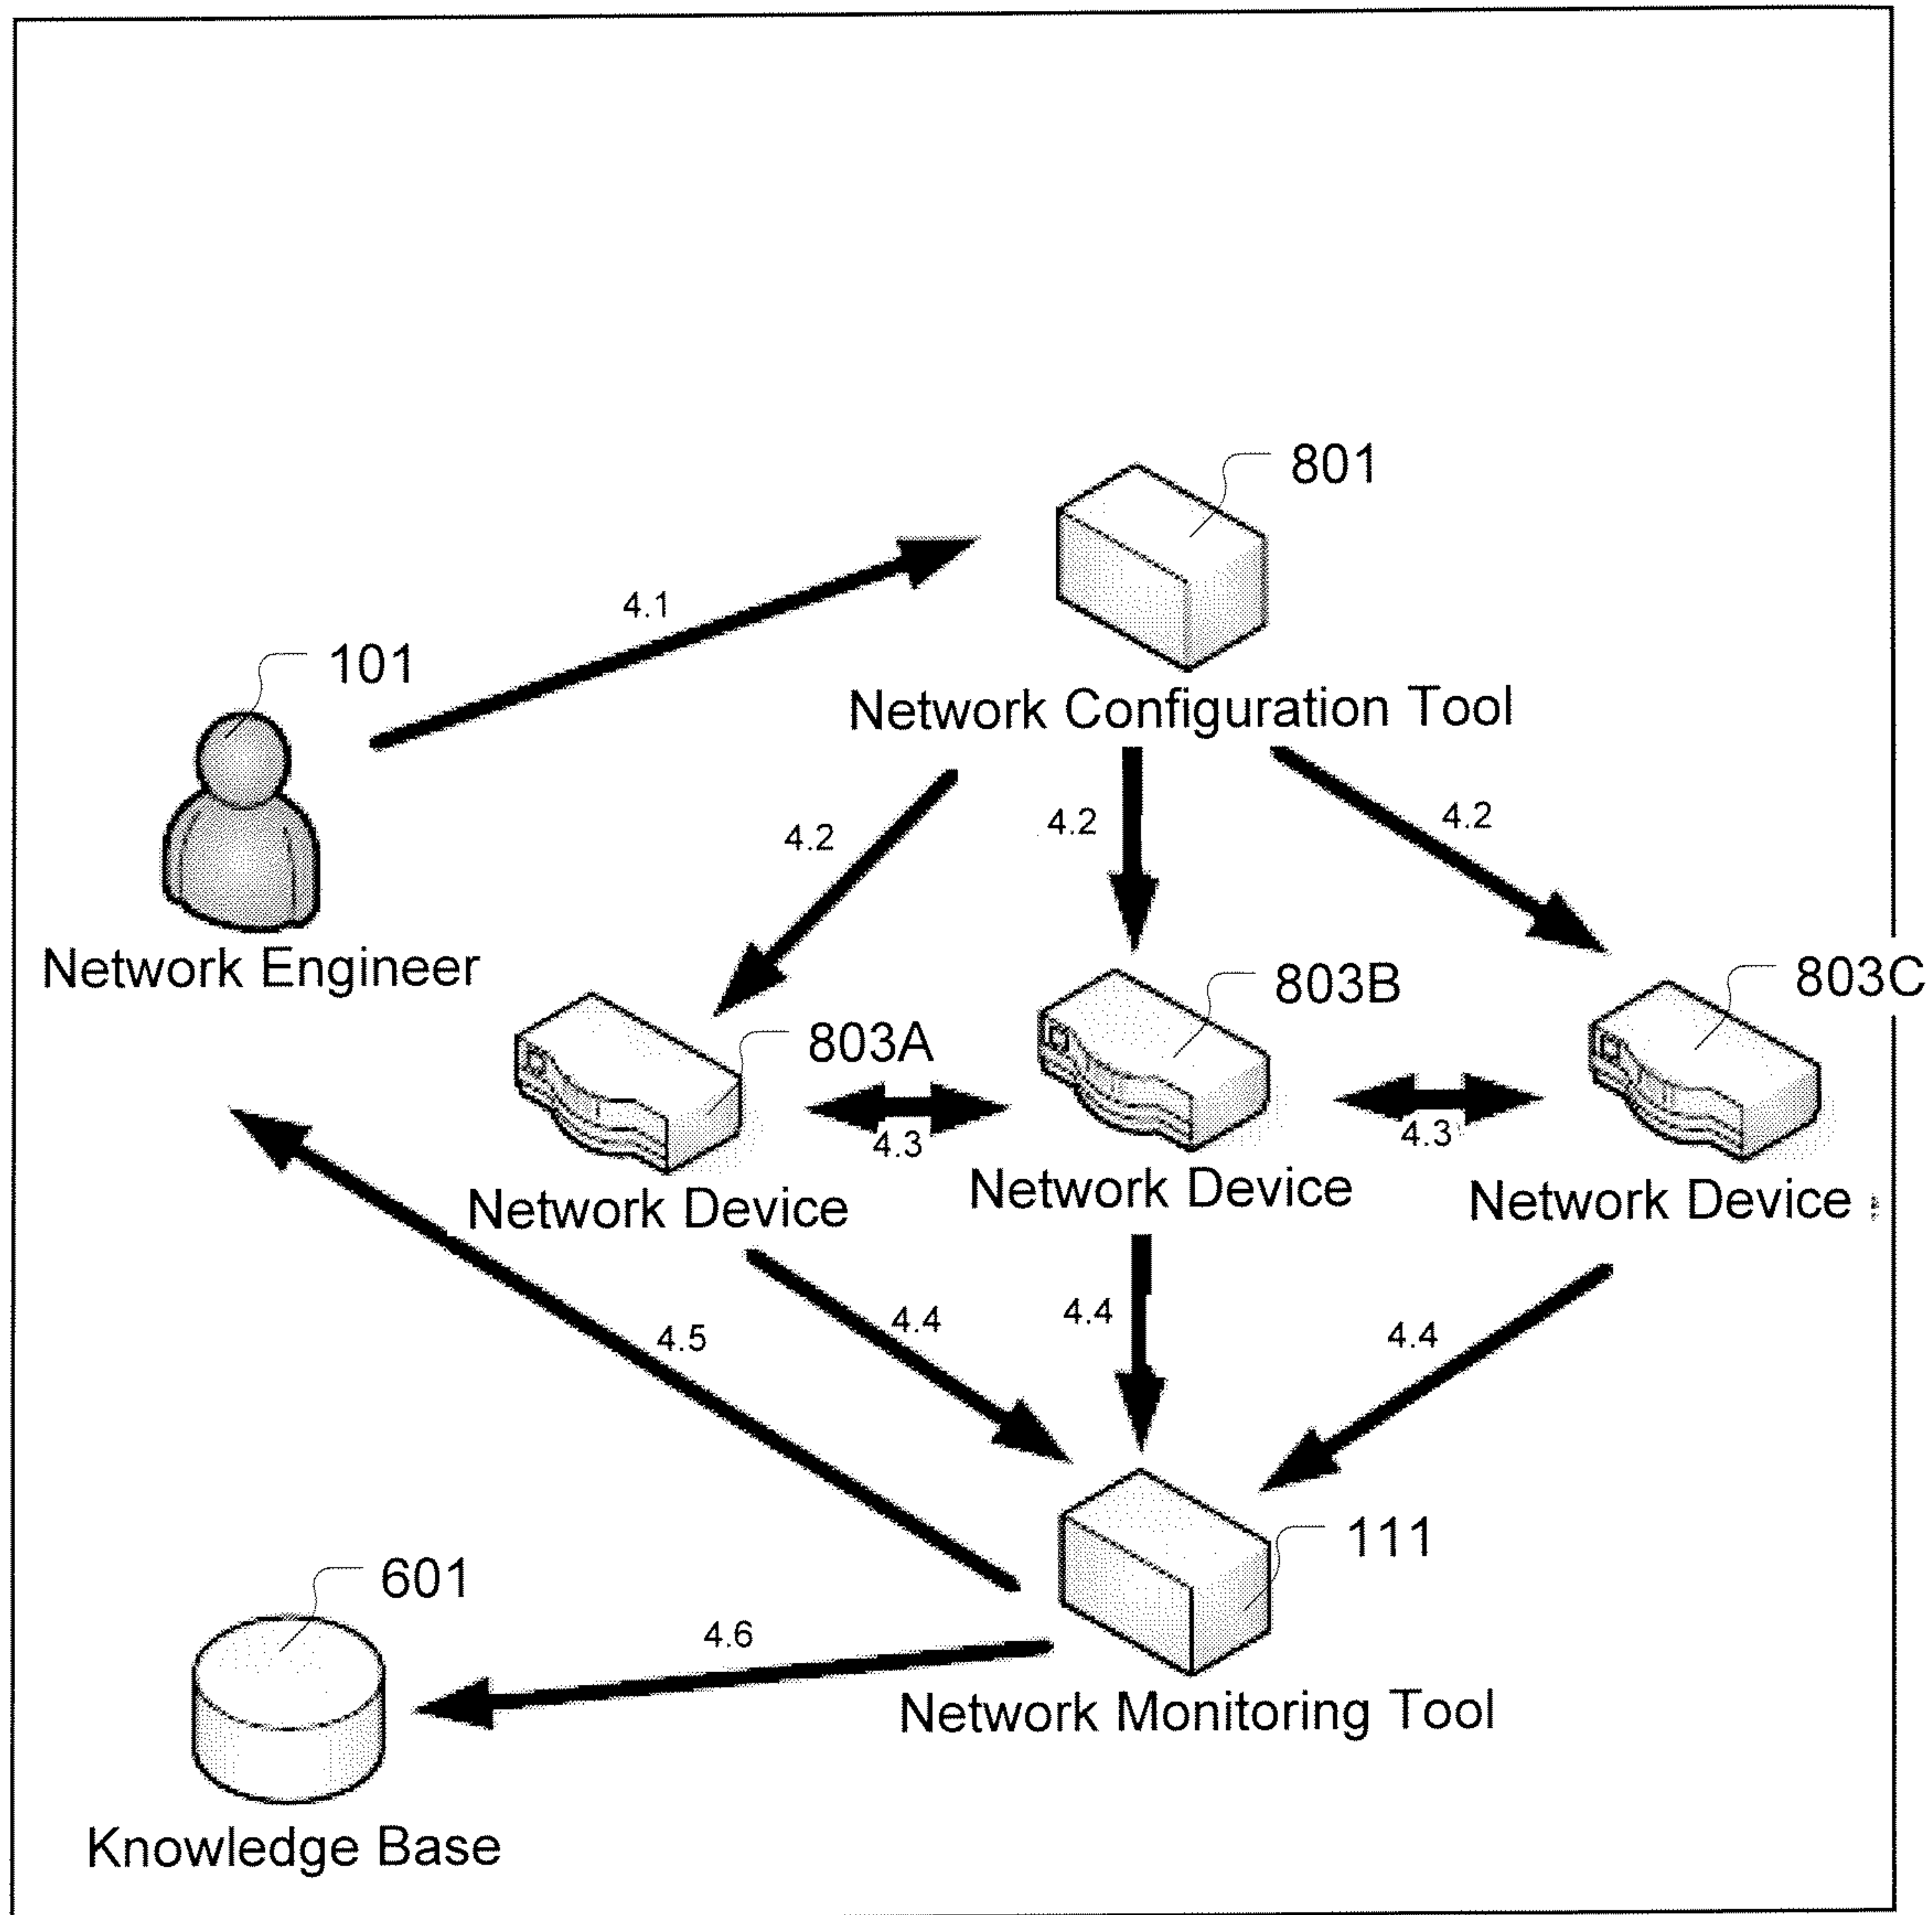 801
4.1
101
Network Configuration Tool
4.2
4.2
4.2
Network Engineer
803A
803B
803C
4.3
4.3
Network Device
Network Device
Network Device
4.4
4.4
4.4
4.5
111
601
4.6
Network Monitoring Tool
Knowledge Base